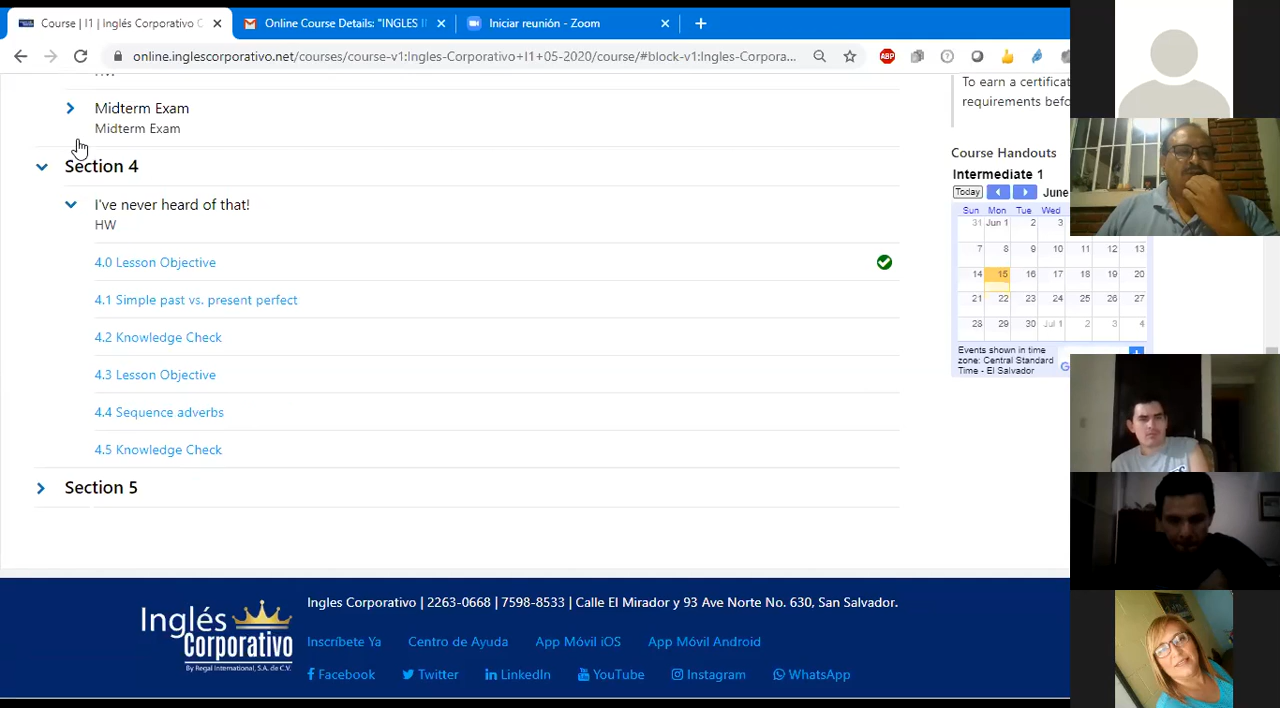 Course | I1 | Inglés Corporativo C
Online Course Details: "INGLES I
Iniciar reunión - Zoom
online.inglescorporativo.net/courses/course-v1:Ingles-Corporativo+I1+05-2020/course/#block-v1:Ingles-Corpora...
ABP
HW
Midterm Exam
Midterm Exam
Section 4
I've never heard of that!
HW
4.0 Lesson Objective
4.1 Simple past vs. present perfect
4.2 Knowledge Check
4.3 Lesson Objective
4.4 Sequence adverbs
4.5 Knowledge Check
Section 5
To earn a certifica
requirements befo
Course Handouts
Intermediate 1
Today June
Sun Mon Tue Wed
31 Jun 1 2 3
7 8 9 10 11 12 13
14 15 16 17 18 19 20
21 22 23 24 25 26 27
28 29 30 Jul 1 2 3 4
Events shown in time
zone: Central Standard
Time - El Salvador
Inglés
Corporativo
By Regal International, S.A. de C.V.
Ingles Corporativo | 2263-0668 | 7598-8533 | Calle El Mirador y 93 Ave Norte No. 630, San Salvador.
Inscríbete Ya Centro de Ayuda App Móvil iOS App Móvil Android
Facebook Twitter LinkedIn YouTube Instagram WhatsApp